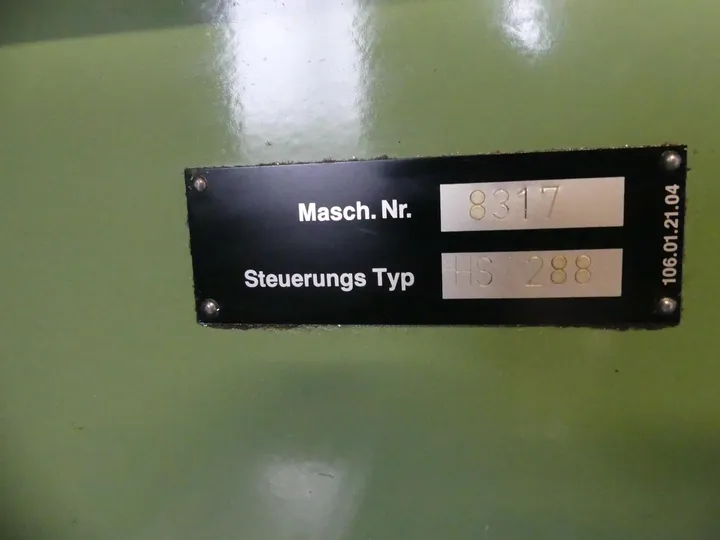 Masch. Nr. 8317
Steuerungs Typ HS 288
106.01.21.04